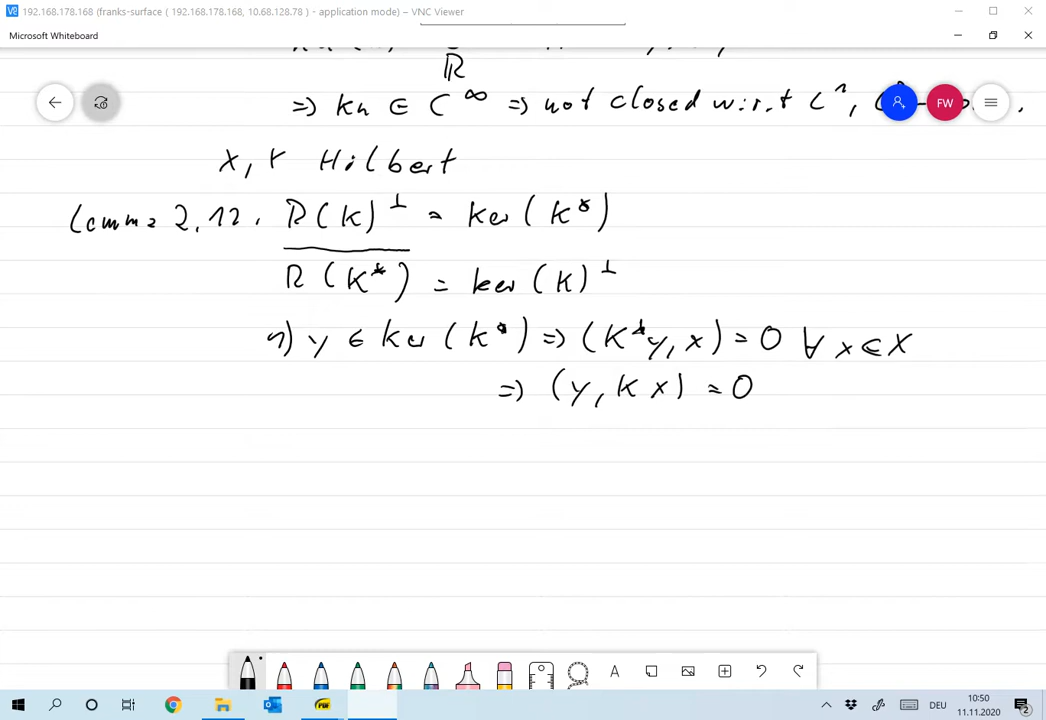 192.168.178.168 (franks-surface ( 192.168.178.168, 10.68.128.78 ) - application mode) – VNC Viewer
Microsoft Whiteboard
ℝ
⇒ kn ∈ C^∞ ⇒ not closed w.r.t
FW
X, Y Hilbert
Lemma 2.12. R(K)^⊥ = ker(K*)
R(K*) = ker(K)^⊥
1) y ∈ ker(K*) ⇒ (K*y, x) = 0 ∀ x ∈ X
⇒ (y, Kx) = 0
A
PDF
DEU
10:50
11.11.2020
2